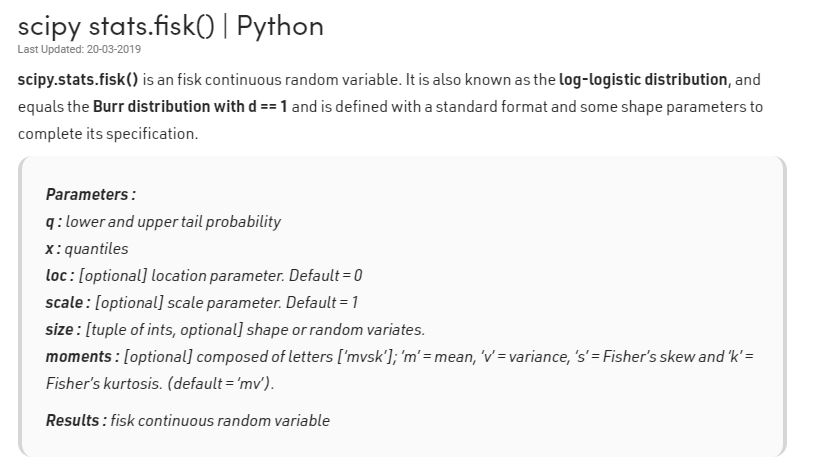 scipy stats.fisk() | Python
Last Updated: 20-03-2019
scipy.stats.fisk() is an fisk continuous random variable. It is also known as the log-logistic distribution, and
equals the Burr distribution with d == 1 and is defined with a standard format and some shape parameters to
complete its specification.
Parameters :
q : lower and upper tail probability
x : quantiles
loc : [optional] location parameter. Default = 0
scale : [optional] scale parameter. Default = 1
size : [tuple of ints, optional] shape or random variates.
moments : [optional] composed of letters [‘mvsk’]; ‘m’ = mean, ‘v’ = variance, ‘s’ = Fisher’s skew and ‘k’ =
Fisher’s kurtosis. (default = ‘mv’).
Results : fisk continuous random variable